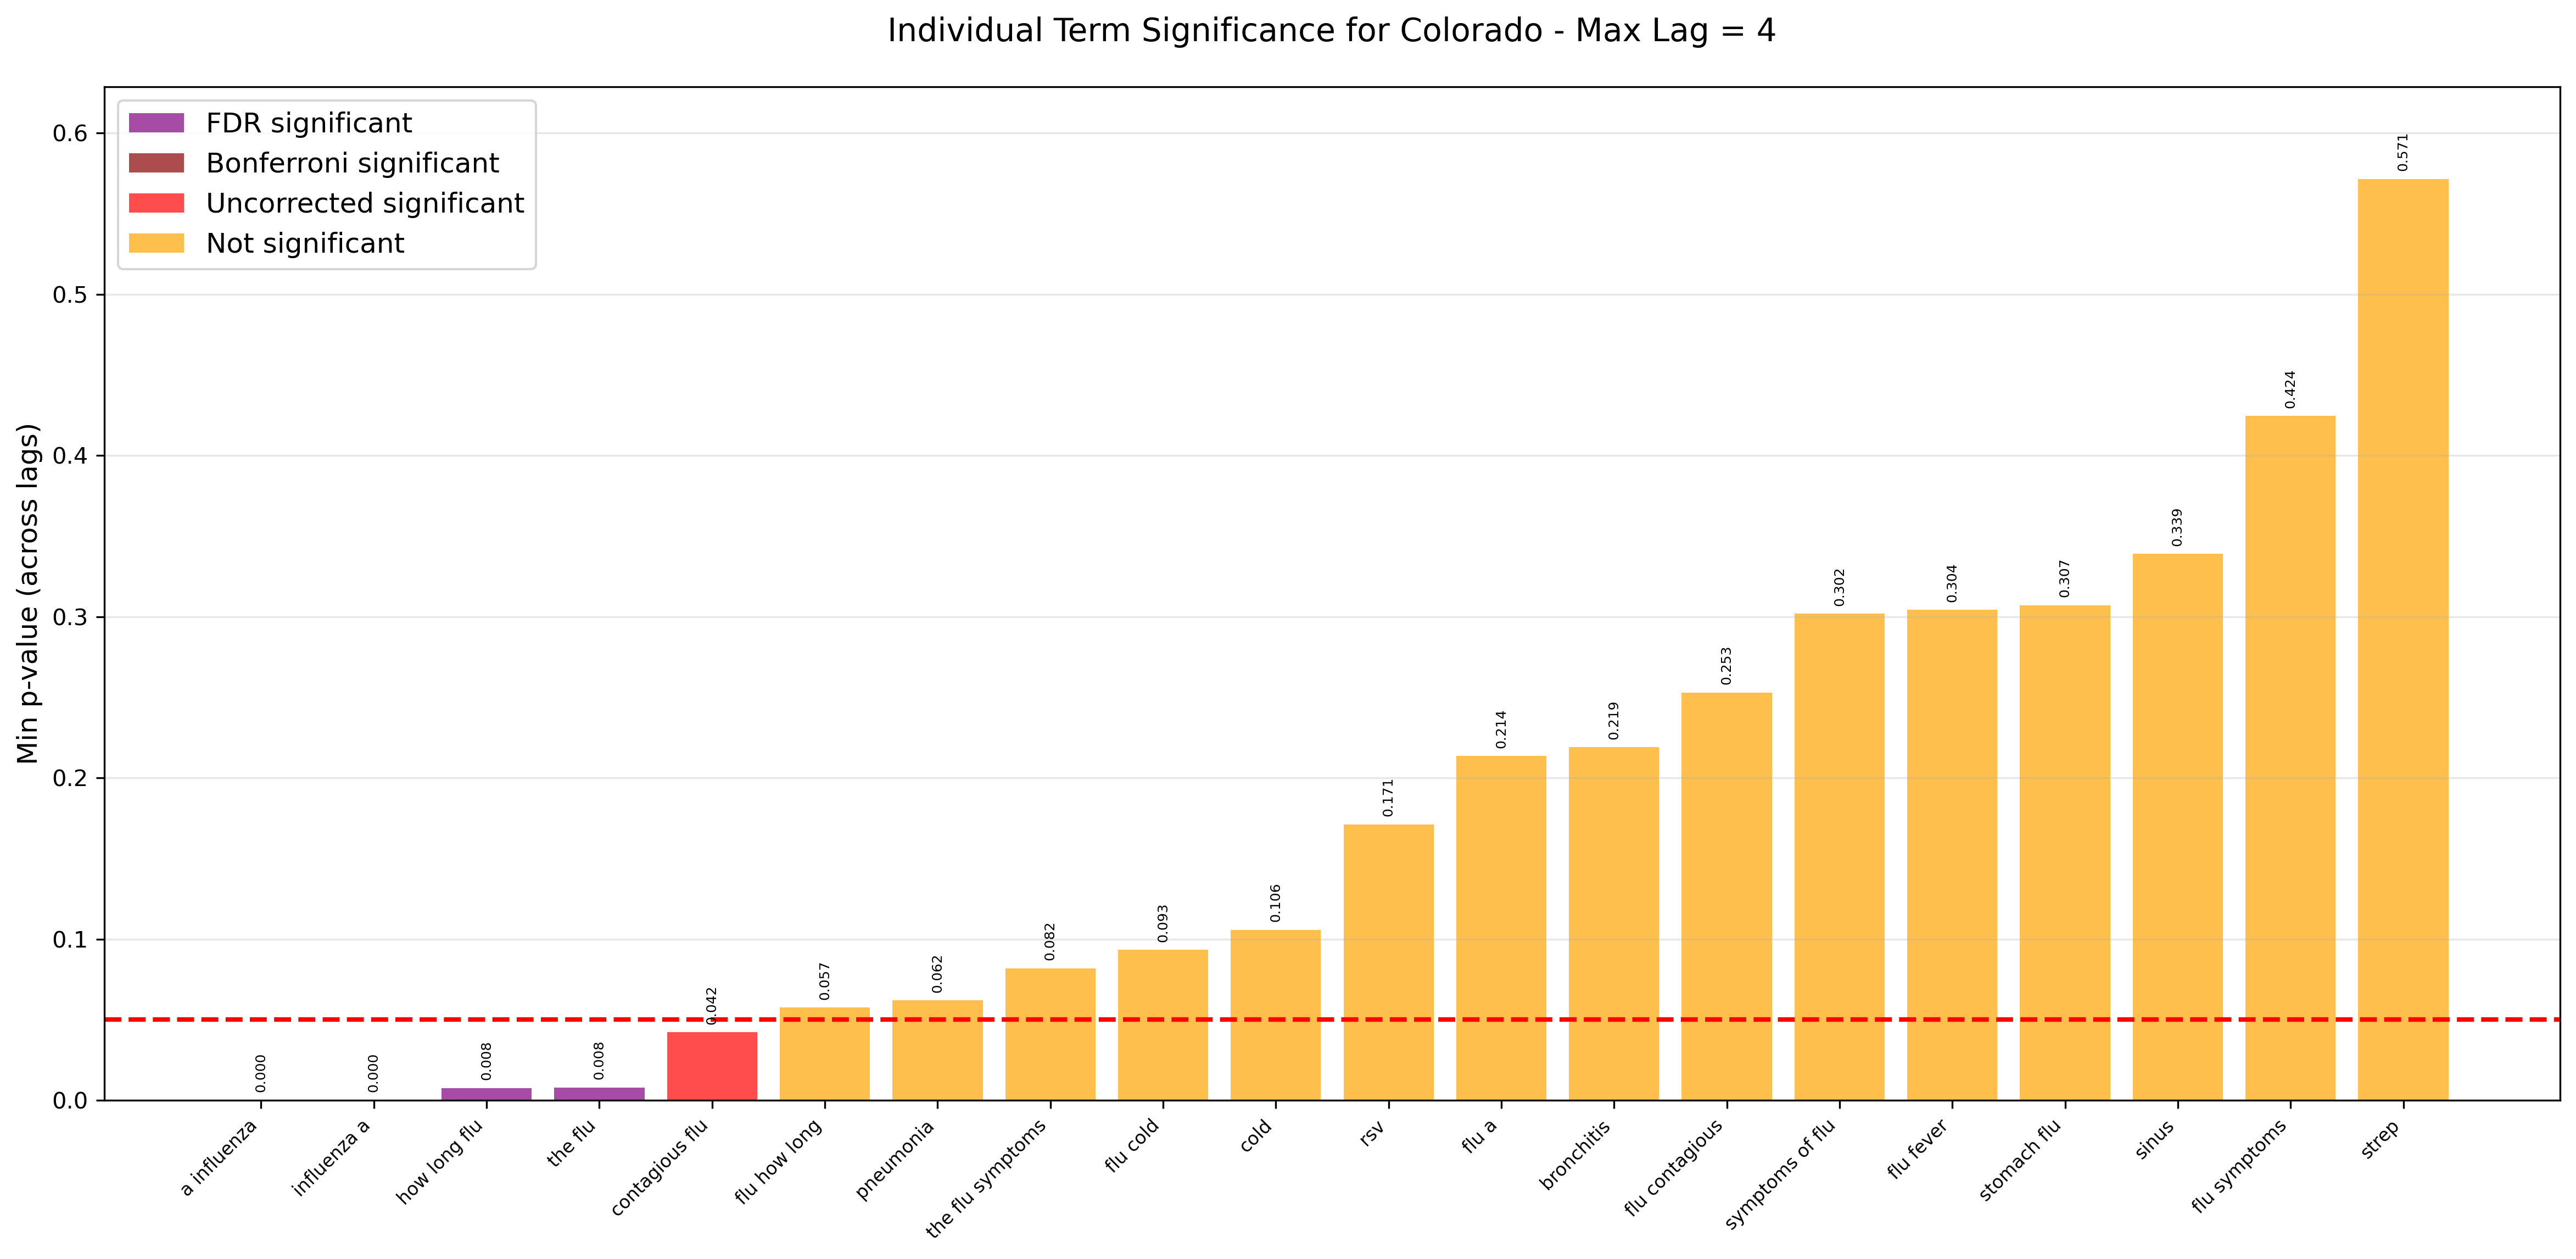 Individual Term Significance for Colorado - Max Lag = 4
FDR significant
Bonferroni significant
Uncorrected significant
Not significant
Min p-value (across lags)
0.6
0.5
0.4
0.3
0.2
0.1
0.0
0.000
0.000
0.008
0.008
0.042
0.057
0.062
0.082
0.093
0.106
0.171
0.214
0.219
0.253
0.302
0.304
0.307
0.339
0.424
0.571
a influenza
influenza a
how long flu
the flu
contagious flu
flu how long
pneumonia
the flu symptoms
flu cold
cold
rsv
flu a
bronchitis
flu contagious
symptoms of flu
flu fever
stomach flu
sinus
flu symptoms
strep